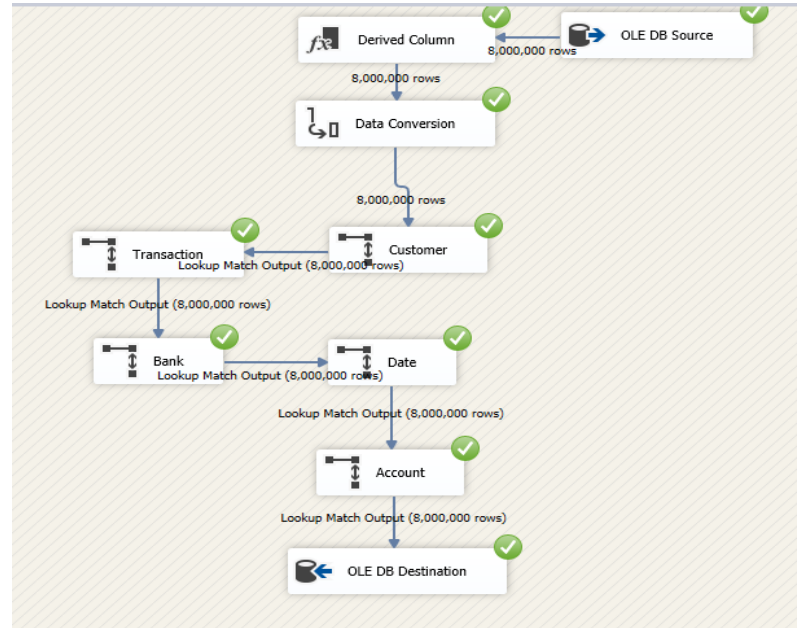 OLE DB Source
8,000,000 rows
Derived Column
8,000,000 rows
Data Conversion
8,000,000 rows
Customer
Lookup Match Output (8,000,000 rows)
Transaction
Lookup Match Output (8,000,000 rows)
Bank
Lookup Match Output (8,000,000 rows)
Date
Lookup Match Output (8,000,000 rows)
Account
Lookup Match Output (8,000,000 rows)
OLE DB Destination